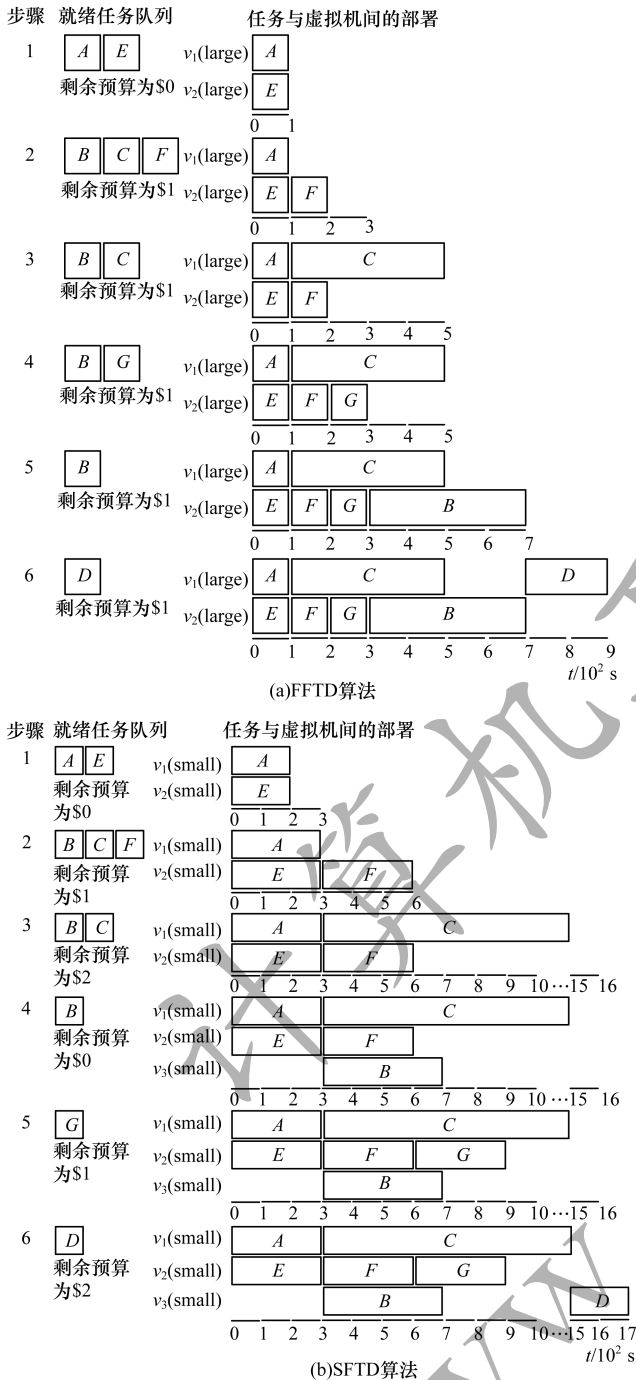 步骤 就绪任务队列 任务与虚拟机间的部署
1 A E v₁(large) A
剩余预算为$0 v₂(large) E
0 1
2 B C F v₁(large) A
剩余预算为$1 v₂(large) E F
0 1 2 3
3 B C v₁(large) A C
剩余预算为$1 v₂(large) E F
0 1 2 3 4 5
4 B G v₁(large) A C
剩余预算为$1 v₂(large) E F G
0 1 2 3 4 5
5 B v₁(large) A C
剩余预算为$1 v₂(large) E F G B
0 1 2 3 4 5 6 7
6 D v₁(large) A C D
剩余预算为$1 v₂(large) E F G B
0 1 2 3 4 5 6 7 8 9
t/10² s
(a)FFTD算法
步骤 就绪任务队列 任务与虚拟机间的部署
1 A E v₁(small) A
剩余预算 v₂(small) E
为$0
0 1 2 3
2 B C F v₁(small) A
剩余预算 v₂(small) E F
为$1
0 1 2 3 4 5 6
3 B C v₁(small) A C
剩余预算 v₂(small) E F
为$2
0 1 2 3 4 5 6 7 8 9 10 ⋯ 15 16
4 B v₁(small) A C
剩余预算 v₂(small) E F
为$0 v₃(small) B
0 1 2 3 4 5 6 7 8 9 10 ⋯ 15 16
5 G v₁(small) A C
剩余预算 v₂(small) E F G
为$1 v₃(small) B
0 1 2 3 4 5 6 7 8 9 10 ⋯ 15 16
6 D v₁(small) A C
剩余预算 v₂(small) E F G
为$2 v₃(small) B D
0 1 2 3 4 5 6 7 8 9 10 ⋯ 15 16 17
t/10² s
(b)SFTD算法
计算机